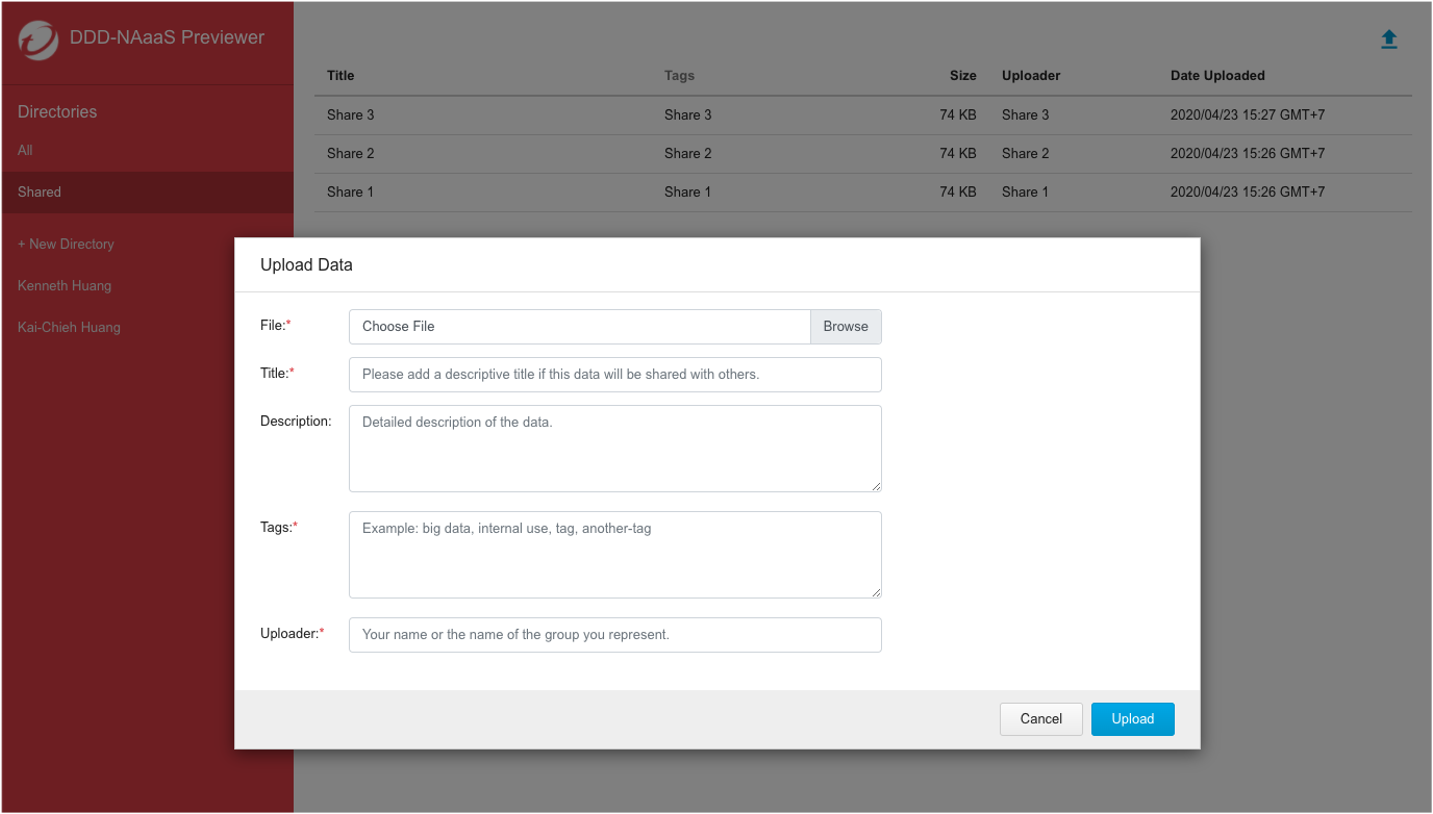 DDD-NAaaS Previewer
Directories
All
Shared
+ New Directory
Kenneth Huang
Kai-Chieh Huang
Title Tags Size Uploader Date Uploaded
Share 3 Share 3 74 KB Share 3 2020/04/23 15:27 GMT+7
Share 2 Share 2 74 KB Share 2 2020/04/23 15:26 GMT+7
Share 1 Share 1 74 KB Share 1 2020/04/23 15:26 GMT+7
Upload Data
File:* Choose File Browse
Title:* Please add a descriptive title if this data will be shared with others.
Description: Detailed description of the data.
Tags:* Example: big data, internal use, tag, another-tag
Uploader:* Your name or the name of the group you represent.
Cancel Upload